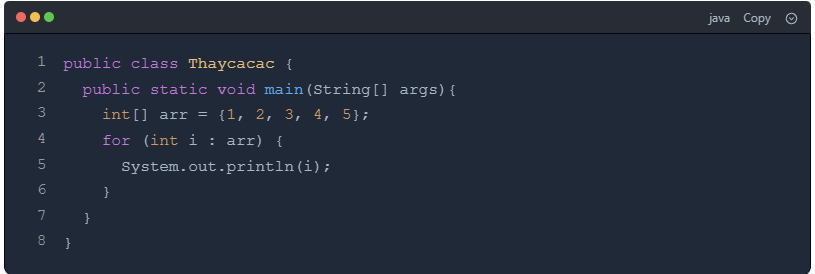 java Copy
1 public class Thaycacac {
2 public static void main(String[] args){
3 int[] arr = {1, 2, 3, 4, 5};
4 for (int i : arr) {
5 System.out.println(i);
6 }
7 }
8 }